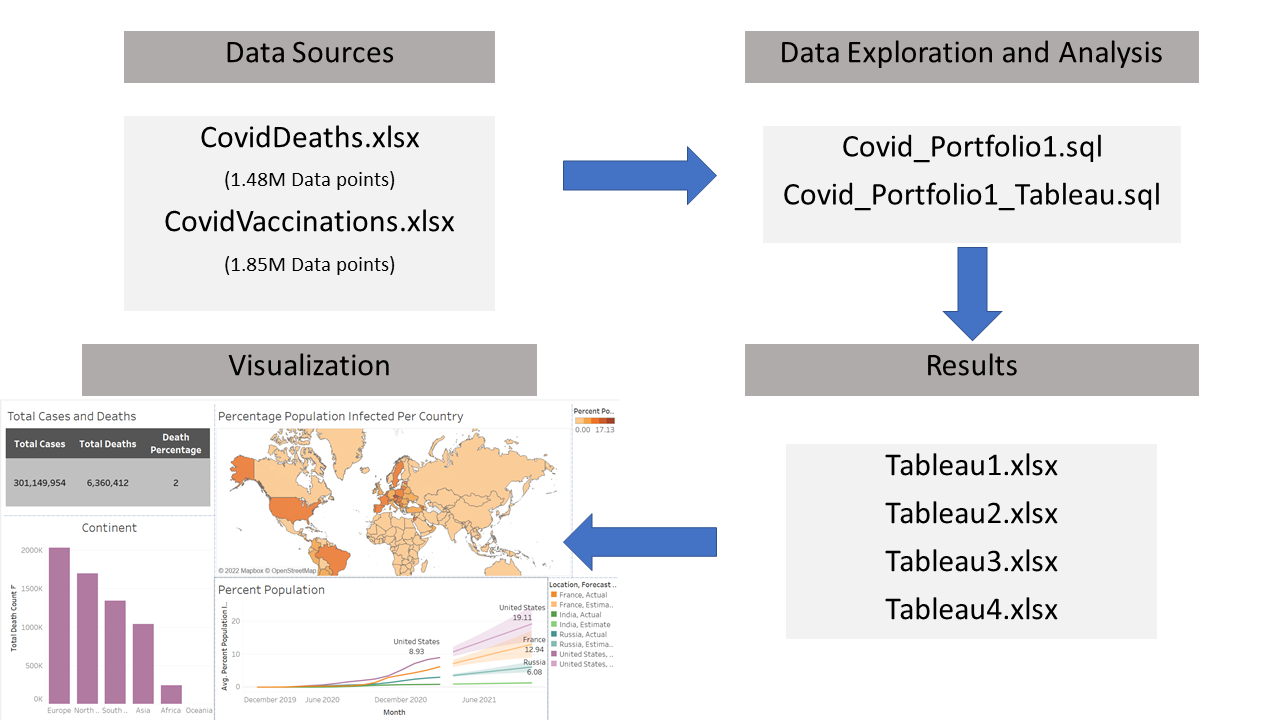 Data Sources
CovidDeaths.xlsx
(1.48M Data points)
CovidVaccinations.xlsx
(1.85M Data points)
Data Exploration and Analysis
Covid_Portfolio1.sql
Covid_Portfolio1_Tableau.sql
Results
Tableau1.xlsx
Tableau2.xlsx
Tableau3.xlsx
Tableau4.xlsx
Visualization
Total Cases and Deaths
Total Cases Total Deaths Death Percentage
301,149,954 6,360,412 2
Continent
Total Death Count F
2000K
1500K
1000K
500K
0K
Europe North .. South .. Asia Africa Oceania
Percentage Population Infected Per Country
Percent Po..
0.00 17.13
© 2022 Mapbox © OpenStreetMap
Percent Population
Avg. Percent Population I..
20
10
0
United States
8.93
United States
19.11
France
12.94
Russia
6.08
December 2019 June 2020 December 2020 June 2021
Month
Location, Forecast ..
France, Actual
France, Estima..
India, Actual
India, Estimate
Russia, Actual
Russia, Estima..
United States, ..
United States, ..